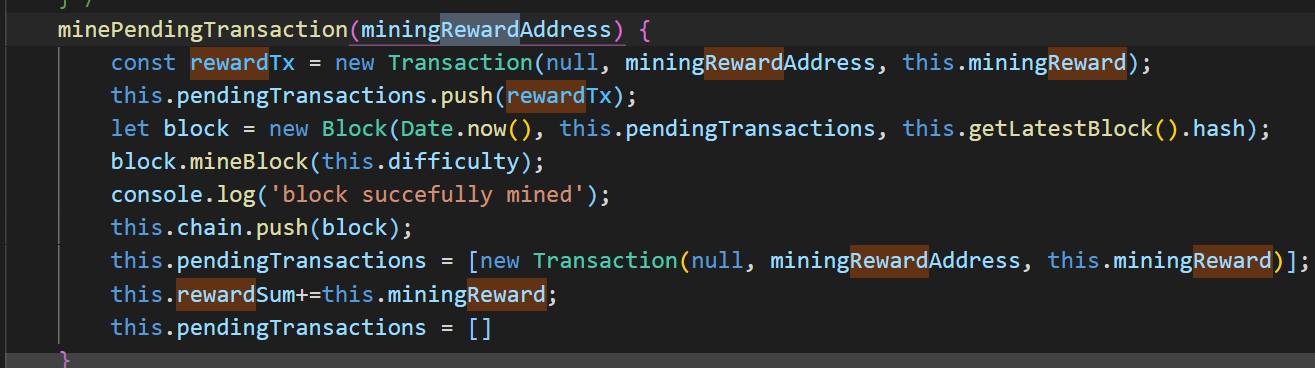 minePendingTransaction(miningRewardAddress) {
const rewardTx = new Transaction(null, miningRewardAddress, this.miningReward);
this.pendingTransactions.push(rewardTx);
let block = new Block(Date.now(), this.pendingTransactions, this.getLatestBlock().hash);
block.mineBlock(this.difficulty);
console.log('block succefully mined');
this.chain.push(block);
this.pendingTransactions = [new Transaction(null, miningRewardAddress, this.miningReward)];
this.rewardSum+=this.miningReward;
this.pendingTransactions = []
}